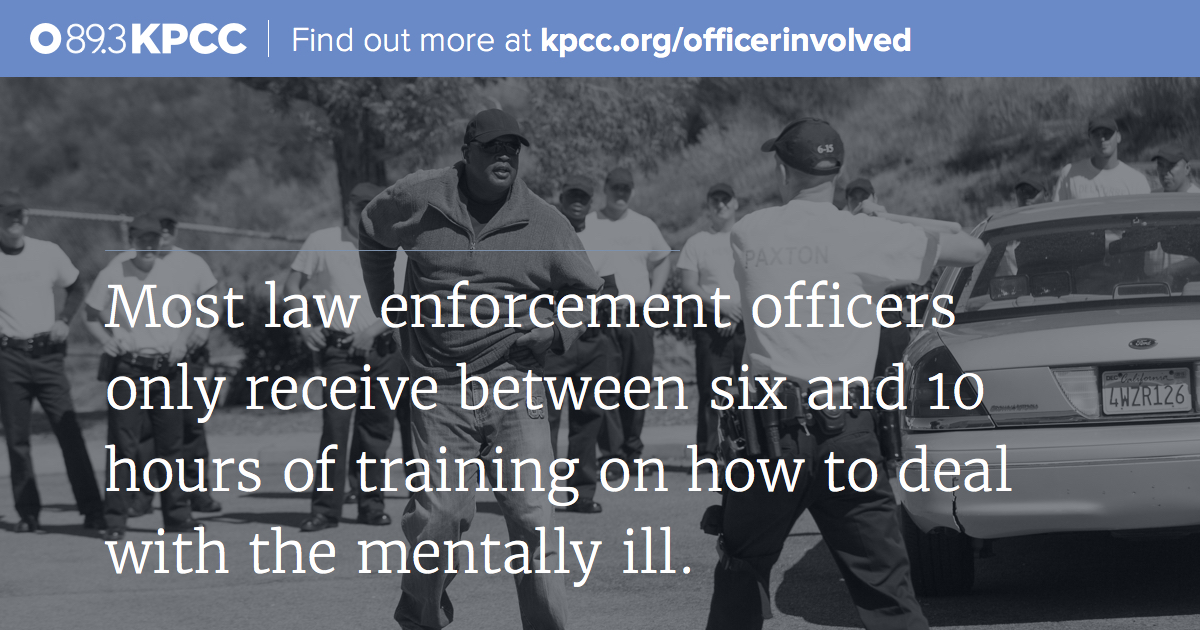 89.3 KPCC Find out more at kpcc.org/officerinvolved
6-15
PAXTON
Most law enforcement officers
only receive between six and 10
hours of training on how to deal
with the mentally ill.
Ford
California
4WZR126